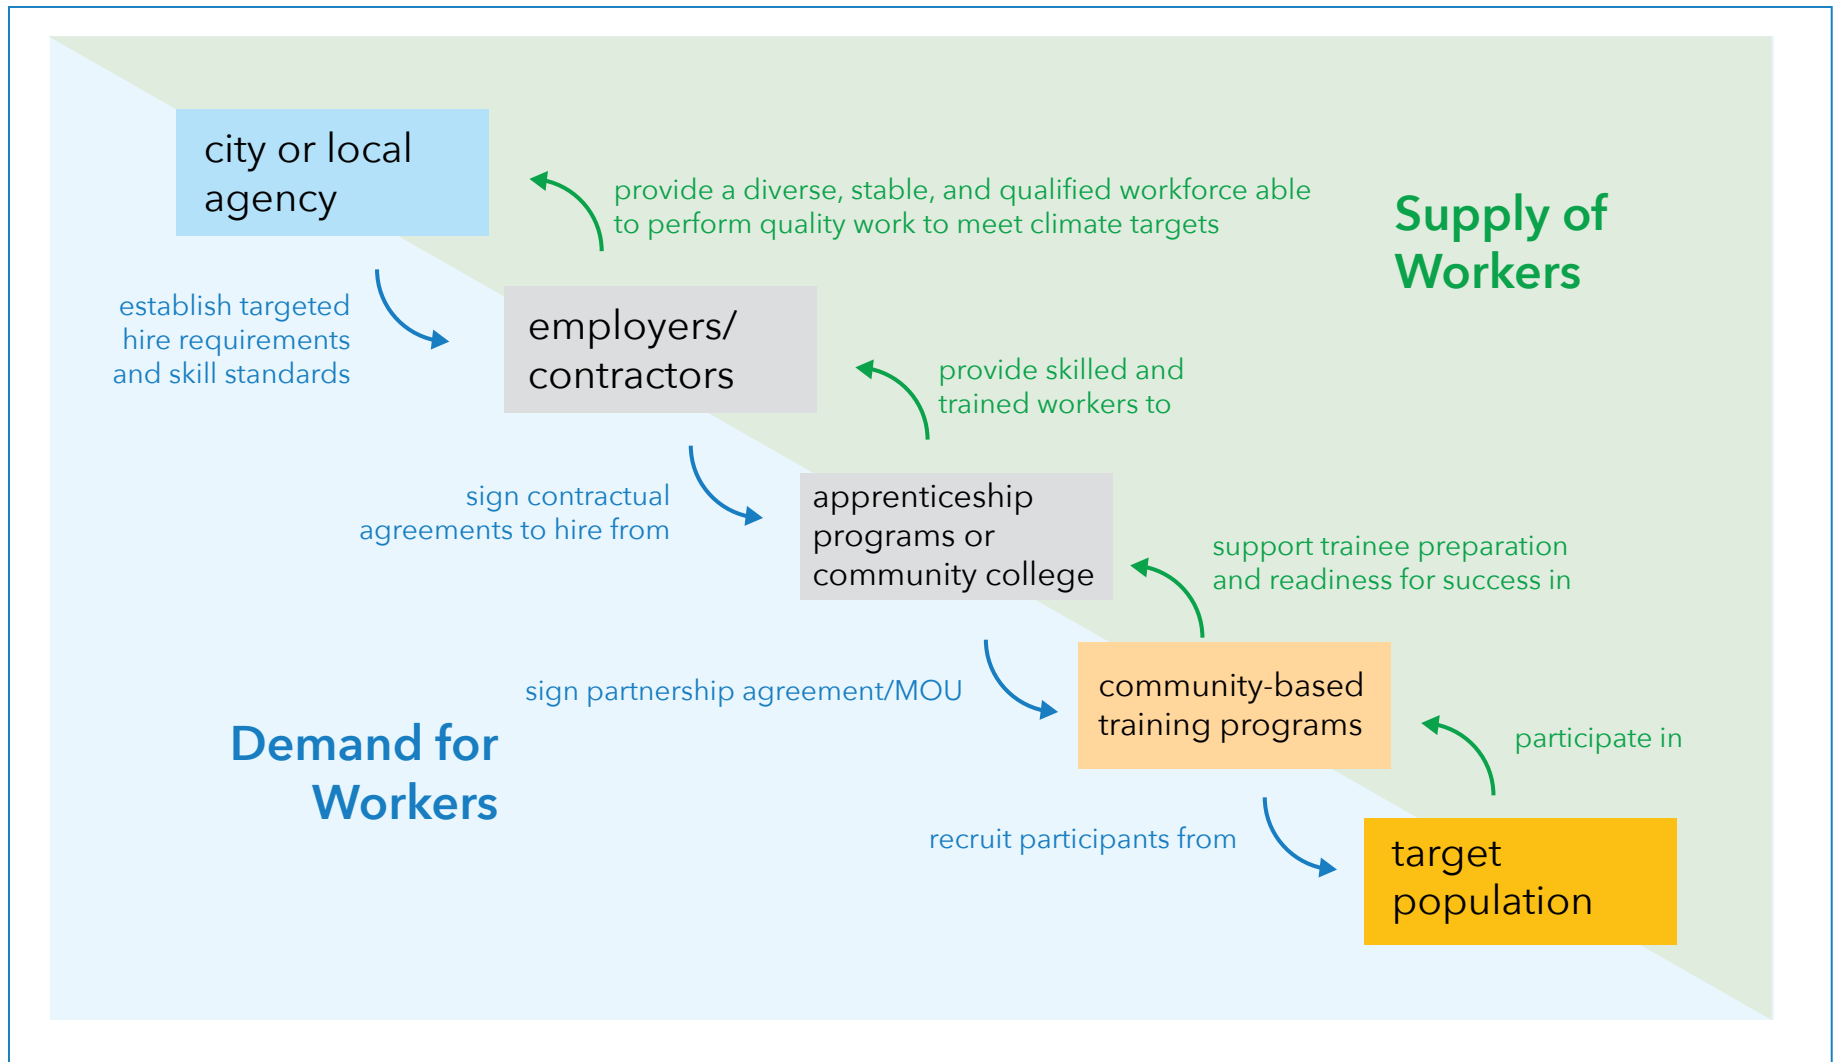 city or local
agency
provide a diverse, stable, and qualified workforce able
to perform quality work to meet climate targets
Supply of
Workers
establish targeted
hire requirements
and skill standards
employers/
contractors
provide skilled and
trained workers to
sign contractual
agreements to hire from
apprenticeship
programs or
community college
support trainee preparation
and readiness for success in
sign partnership agreement/MOU
community-based
training programs
participate in
Demand for
Workers
recruit participants from
target
population